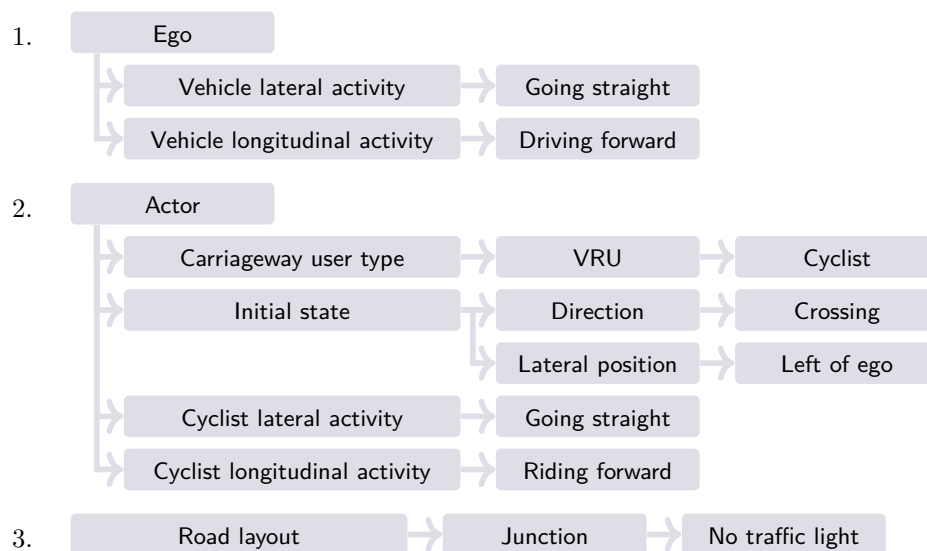 1. Ego
Vehicle lateral activity Going straight
Vehicle longitudinal activity Driving forward
2. Actor
Carriageway user type VRU Cyclist
Initial state Direction Crossing
Lateral position Left of ego
Cyclist lateral activity Going straight
Cyclist longitudinal activity Riding forward
3. Road layout Junction No traffic light